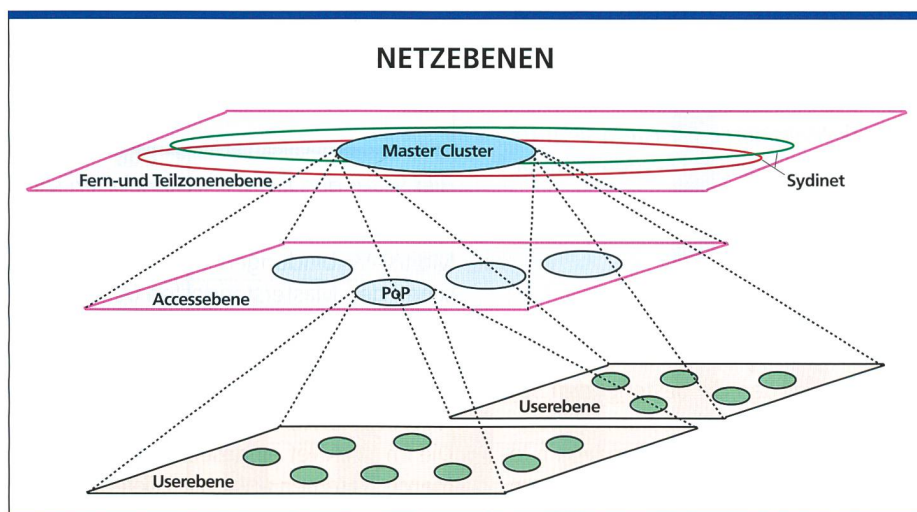 NETZEBENEN
Master Cluster
Fern-und Teilzonenebene
Sydinet
PoP
Accessebene
Userebene
Userebene